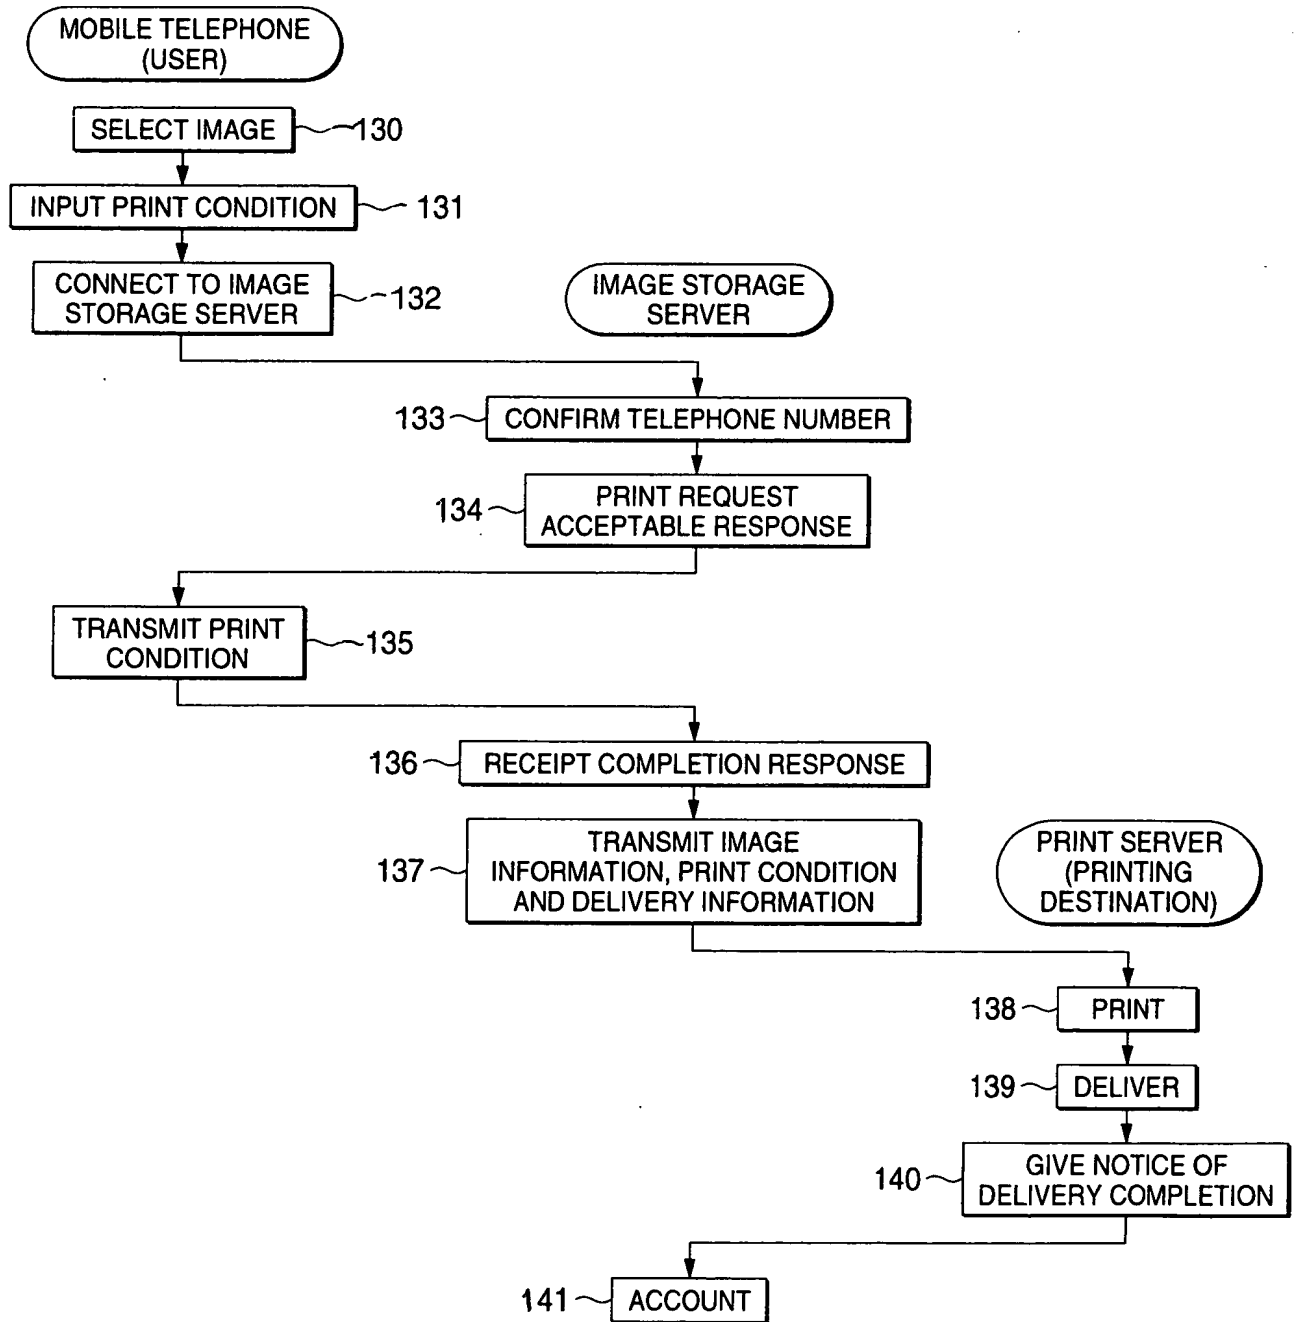 MOBILE TELEPHONE
(USER)
SELECT IMAGE
130
INPUT PRINT CONDITION
131
CONNECT TO IMAGE
STORAGE SERVER
132
IMAGE STORAGE
SERVER
133
CONFIRM TELEPHONE NUMBER
134
PRINT REQUEST
ACCEPTABLE RESPONSE
TRANSMIT PRINT
CONDITION
135
136
RECEIPT COMPLETION RESPONSE
137
TRANSMIT IMAGE
INFORMATION, PRINT CONDITION
AND DELIVERY INFORMATION
PRINT SERVER
(PRINTING
DESTINATION)
138
PRINT
139
DELIVER
140
GIVE NOTICE OF
DELIVERY COMPLETION
141
ACCOUNT